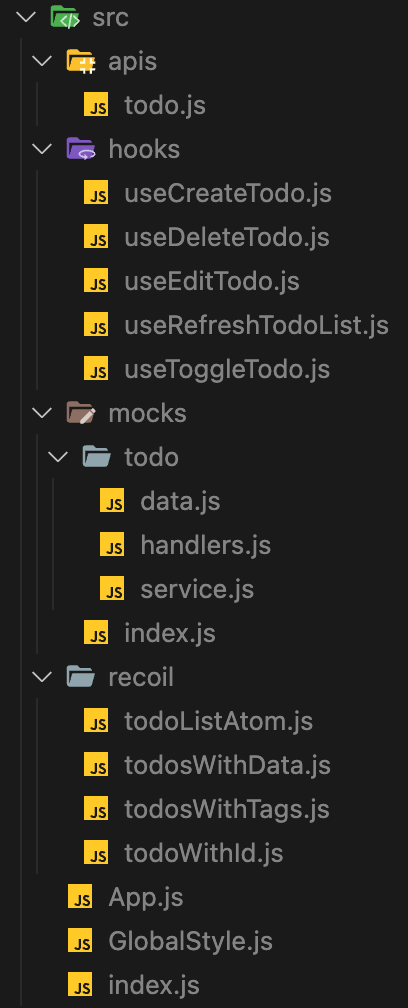 src
apis
JS todo.js
hooks
JS useCreateTodo.js
JS useDeleteTodo.js
JS useEditTodo.js
JS useRefreshTodoList.js
JS useToggleTodo.js
mocks
todo
JS data.js
JS handlers.js
JS service.js
JS index.js
recoil
JS todoListAtom.js
JS todosWithData.js
JS todosWithTags.js
JS todoWithId.js
JS App.js
JS GlobalStyle.js
JS index.js